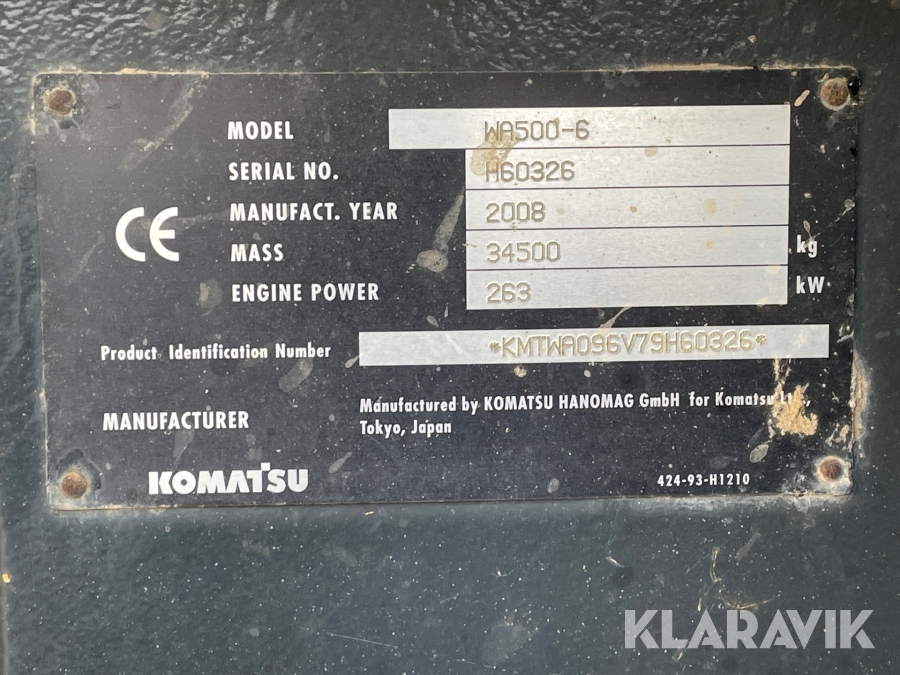 MODEL WA500-6
SERIAL NO. H60326
MANUFACT. YEAR 2008
CE
MASS 34500 kg
ENGINE POWER 263 kW
Product Identification Number *KMTWA096V79H60326*
MANUFACTURER Manufactured by KOMATSU HANOMAG GmbH for Komatsu
Tokyo, Japan
KOMATSU
424-93-H1210
KLARAVIK